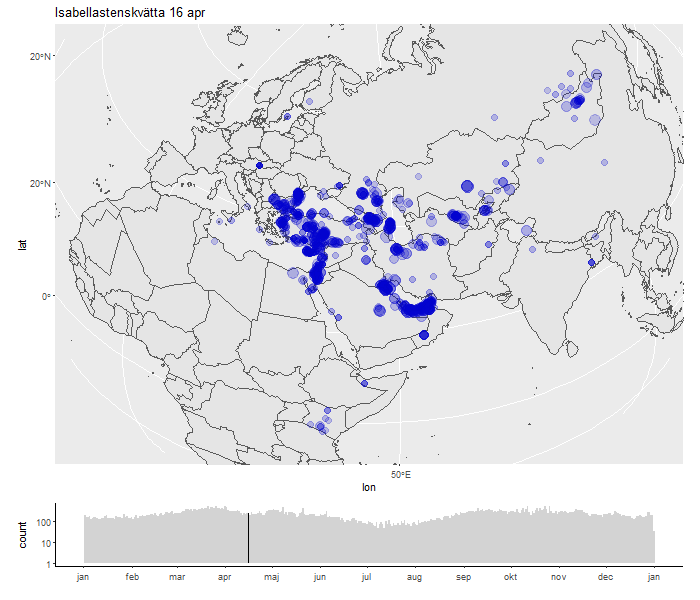 Isabellastenskvätta 16 apr
20°N
20°N
0°
lat
50°E
lon
count
100
10
1
jan feb mar apr maj jun jul aug sep okt nov dec jan